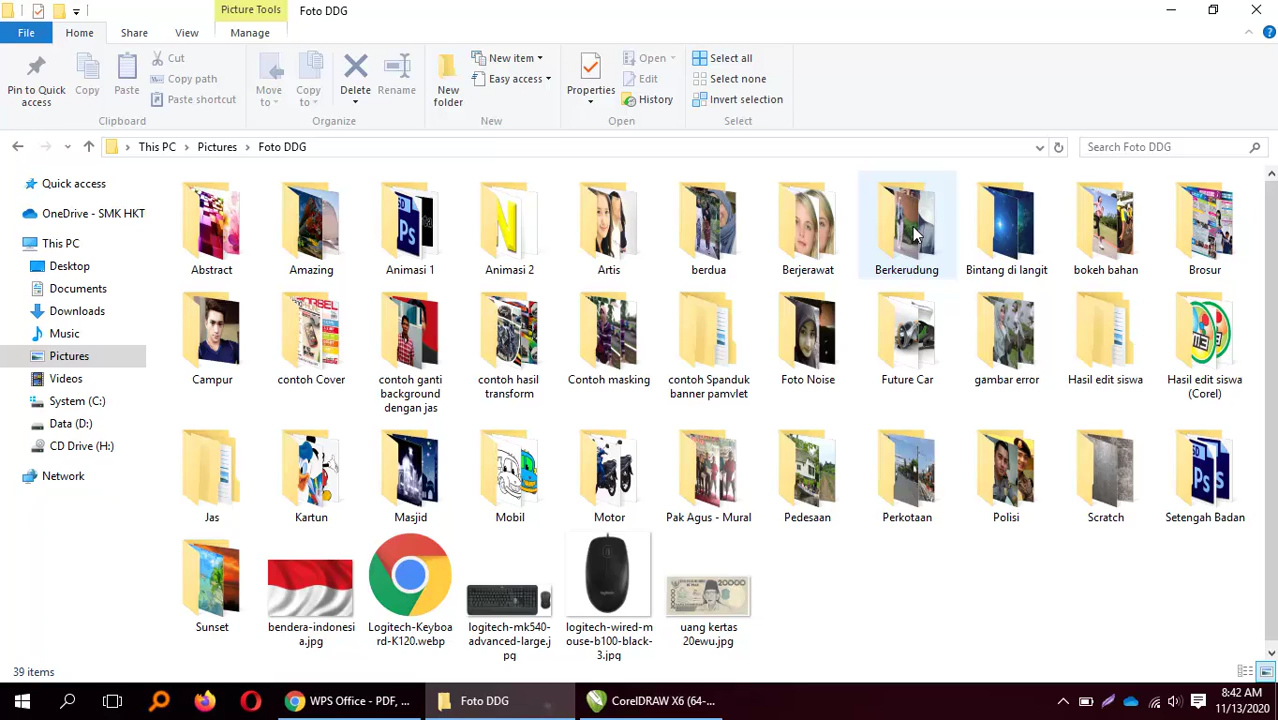 Picture Tools
Foto DDG
File
Home
Share
View
Manage
Pin to Quick
access
Copy
Paste
Cut
Copy path
Paste shortcut
Clipboard
Move
to
Copy
to
Delete
Rename
Organize
New
folder
New item
Easy access
New
Properties
Open
Edit
History
Open
Select all
Select none
Invert selection
Select
This PC
Pictures
Foto DDG
Search Foto DDG
Quick access
OneDrive - SMK HKT
This PC
Desktop
Documents
Downloads
Music
Pictures
Videos
System (C:)
Data (D:)
CD Drive (H:)
Network
Abstract
Amazing
Animasi 1
Animasi 2
Artis
berdua
Berjerawat
Berkerudung
Bintang di langit
bokeh bahan
Brosur
Campur
contoh Cover
contoh ganti
background
dengan jas
contoh hasil
transform
Contoh masking
contoh Spanduk
banner pamvlet
Foto Noise
Future Car
gambar error
Hasil edit siswa
Hasil edit siswa
(Corel)
Jas
Kartun
Masjid
Mobil
Motor
Pak Agus - Mural
Pedesaan
Perkotaan
Polisi
Scratch
Setengah Badan
Sunset
bendera-indonesi
a.jpg
Logitech-Keyboa
rd-K120.webp
logitech-mk540-
advanced-large.j
pg
logitech-wired-m
ouse-b100-black-
3.jpg
uang kertas
20ewu.jpg
39 items
WPS Office - PDF, ...
Foto DDG
CorelDRAW X6 (64-...
8:42 AM
11/13/2020